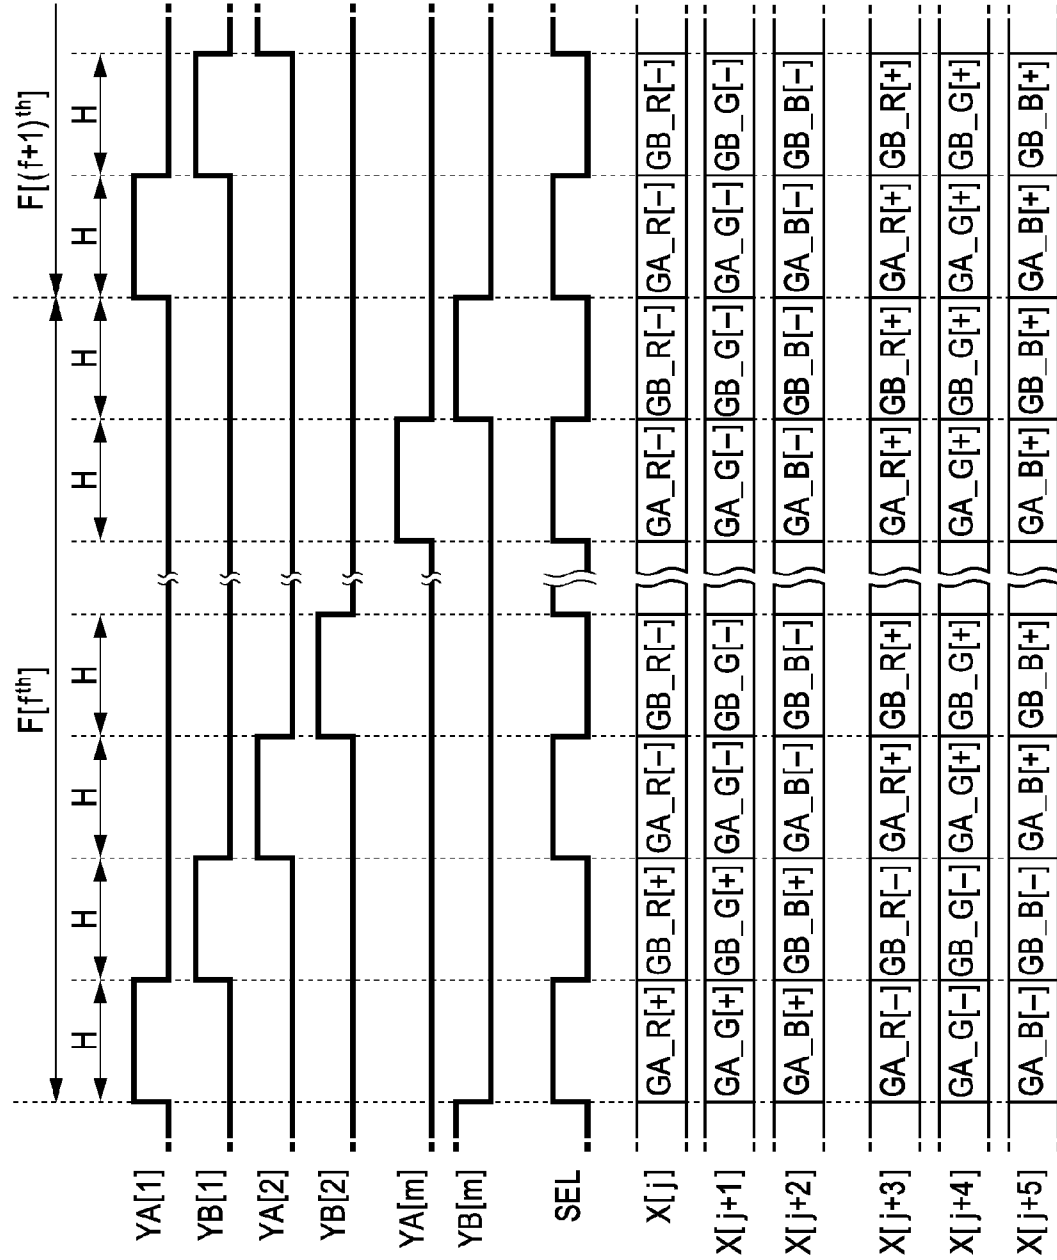 F[fᵗʰ] F[(f+1)ᵗʰ]
H H H H H H H H
YA[1]
YB[1]
YA[2]
YB[2]
YA[m]
YB[m]
SEL
X[j] GA_R[+] GB_R[+] GA_R[−] GB_R[−] GA_R[−] GB_R[−] GA_R[−] GB_R[−]
X[j+1] GA_G[+] GB_G[+] GA_G[−] GB_G[−] GA_G[−] GB_G[−] GA_G[−] GB_G[−]
X[j+2] GA_B[+] GB_B[+] GA_B[−] GB_B[−] GA_B[−] GB_B[−] GA_B[−] GB_B[−]
X[j+3] GA_R[−] GB_R[−] GA_R[+] GB_R[+] GA_R[+] GB_R[+] GA_R[+] GB_R[+]
X[j+4] GA_G[−] GB_G[−] GA_G[+] GB_G[+] GA_G[+] GB_G[+] GA_G[+] GB_G[+]
X[j+5] GA_B[−] GB_B[−] GA_B[+] GB_B[+] GA_B[+] GB_B[+] GA_B[+] GB_B[+]